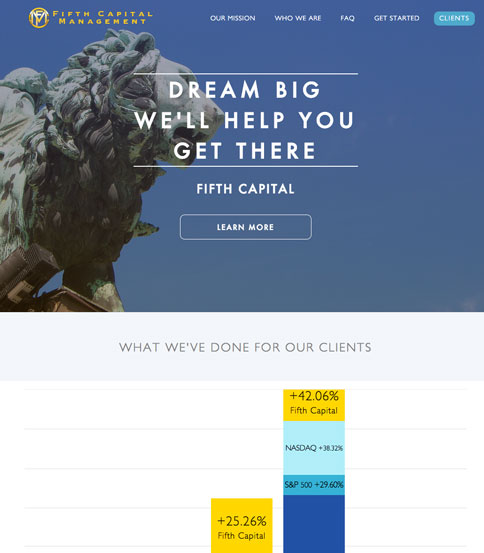 FIFTH CAPITAL
MANAGEMENT
OUR MISSION
WHO WE ARE
FAQ
GET STARTED
CLIENTS
DREAM BIG
WE'LL HELP YOU
GET THERE
FIFTH CAPITAL
LEARN MORE
WHAT WE'VE DONE FOR OUR CLIENTS
+42.06%
Fifth Capital
NASDAQ +38.32%
S&P 500 +29.60%
+25.26%
Fifth Capital